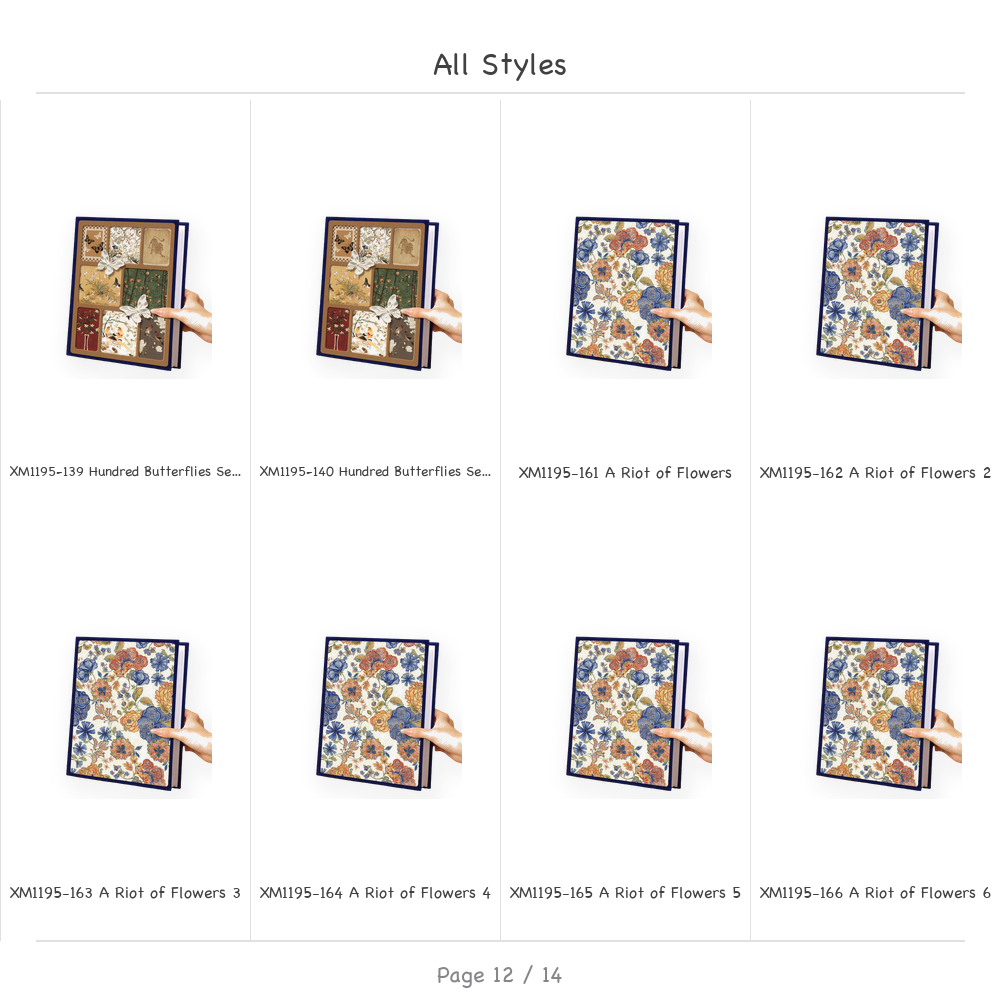 All Styles
XM1195-139 Hundred Butterflies Se...
XM1195-140 Hundred Butterflies Se...
XM1195-161 A Riot of Flowers
XM1195-162 A Riot of Flowers 2
XM1195-163 A Riot of Flowers 3
XM1195-164 A Riot of Flowers 4
XM1195-165 A Riot of Flowers 5
XM1195-166 A Riot of Flowers 6
Page 12 / 14